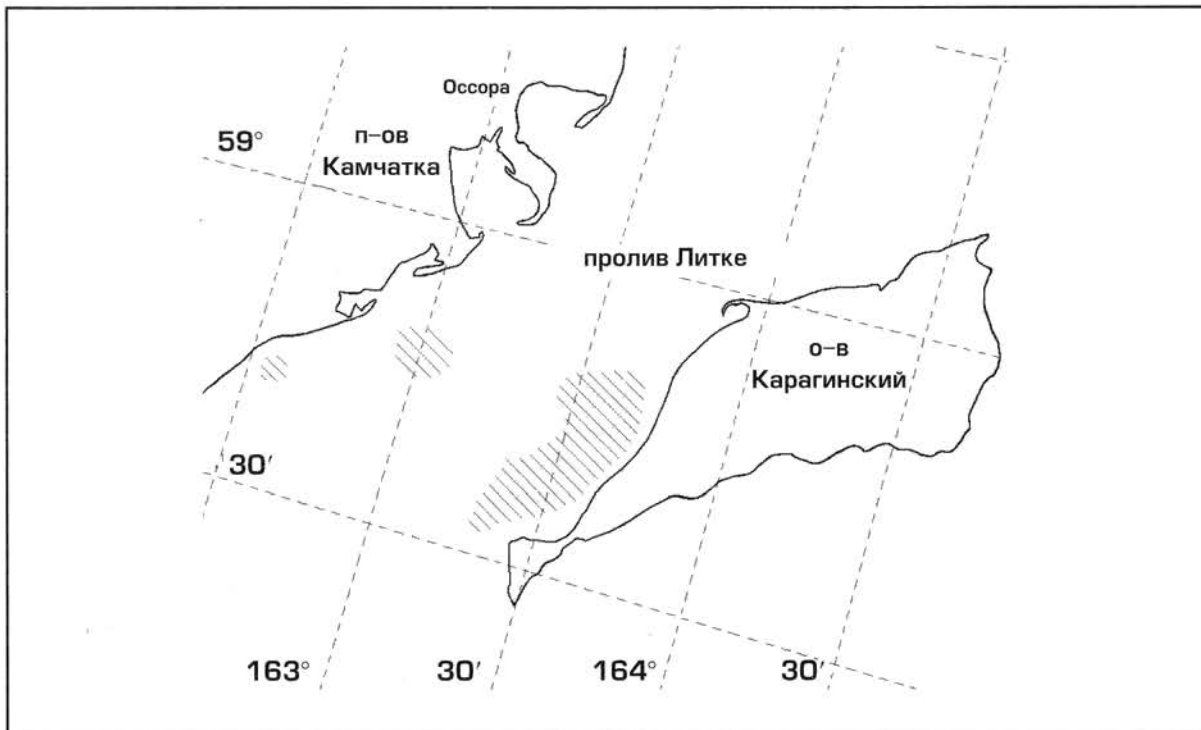 Оссора
59°
п-ов
Камчатка
пролив Литке
о-в
Карагинский
30′
163°
30′
164°
30′